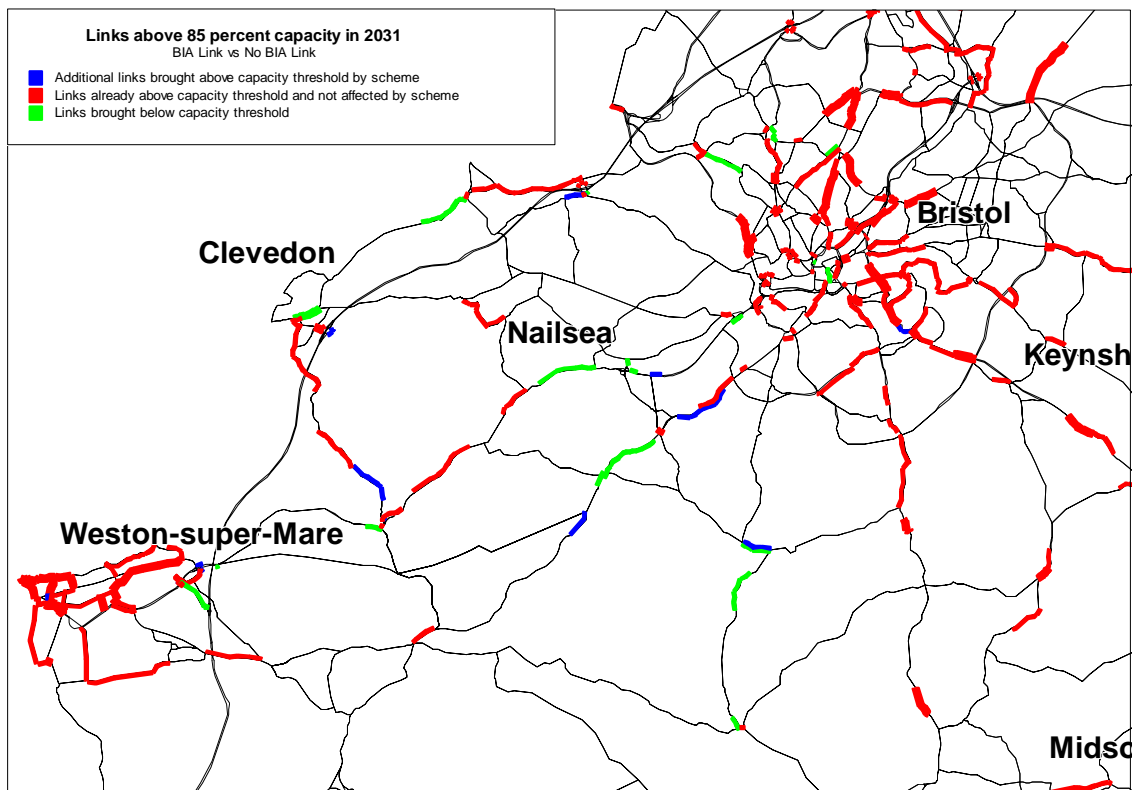 Links above 85 percent capacity in 2031
BIA Link vs No BIA Link
Additional links brought above capacity threshold by scheme
Links already above capacity threshold and not affected by scheme
Links brought below capacity threshold
Bristol
Clevedon
Nailsea
Keynsh
Weston-super-Mare
Midsc